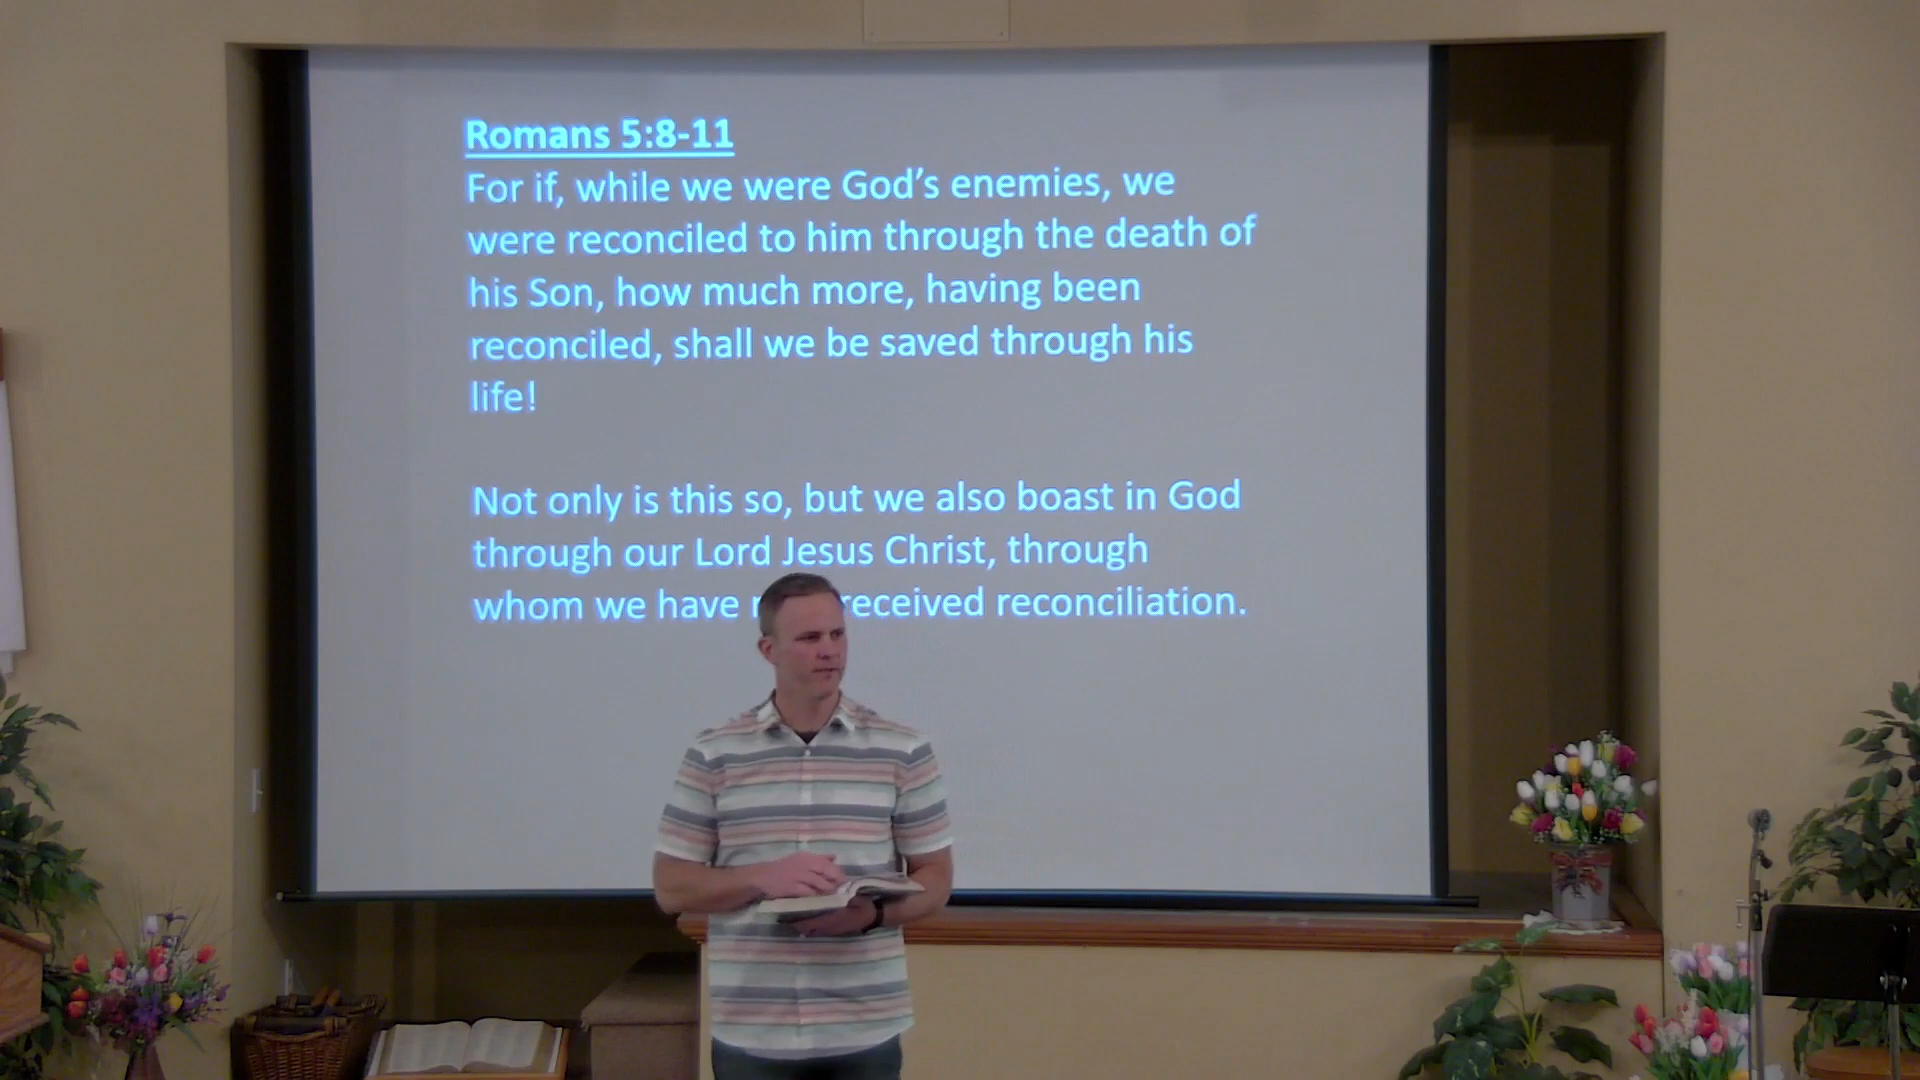 Romans 5:8-11
For if, while we were God's enemies, we
were reconciled to him through the death of
his Son, how much more, having been
reconciled, shall we be saved through his
life!
Not only is this so, but we also boast in God
through our Lord Jesus Christ, through
whom we have received reconciliation.